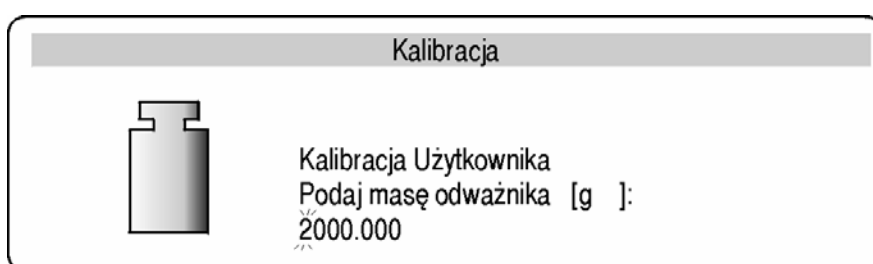 Kalibracja
Kalibracja Użytkownika
Podaj masę odważnika [g ]:
2000.000